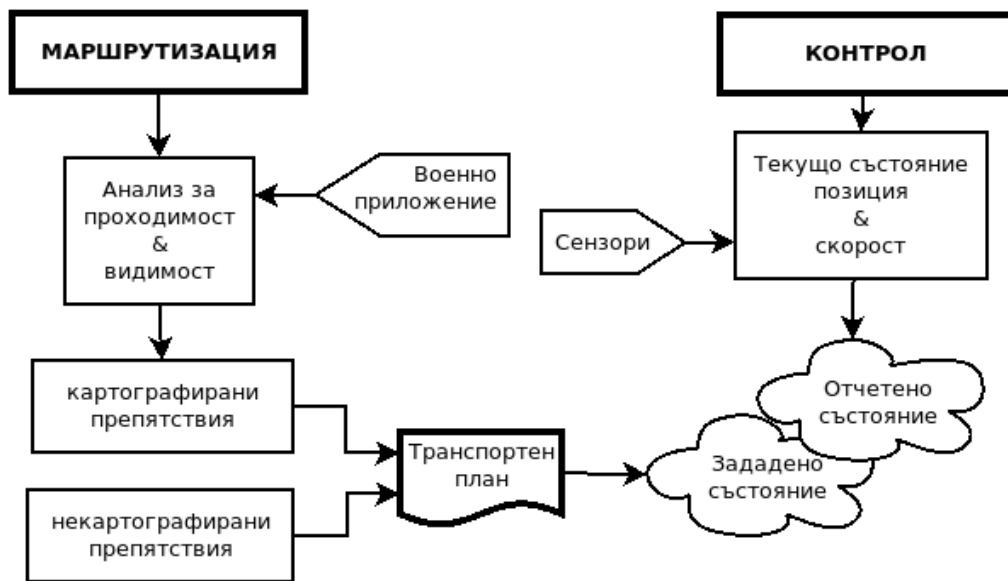 МАРШРУТИЗАЦИЯ
Анализ за
проходимост
&
видимост
Военно
приложение
картографирани
препятствия
некартографирани
препятствия
Транспортен
план
КОНТРОЛ
Текущо състояние
позиция
&
скорост
Сензори
Отчетено
състояние
Зададено
състояние